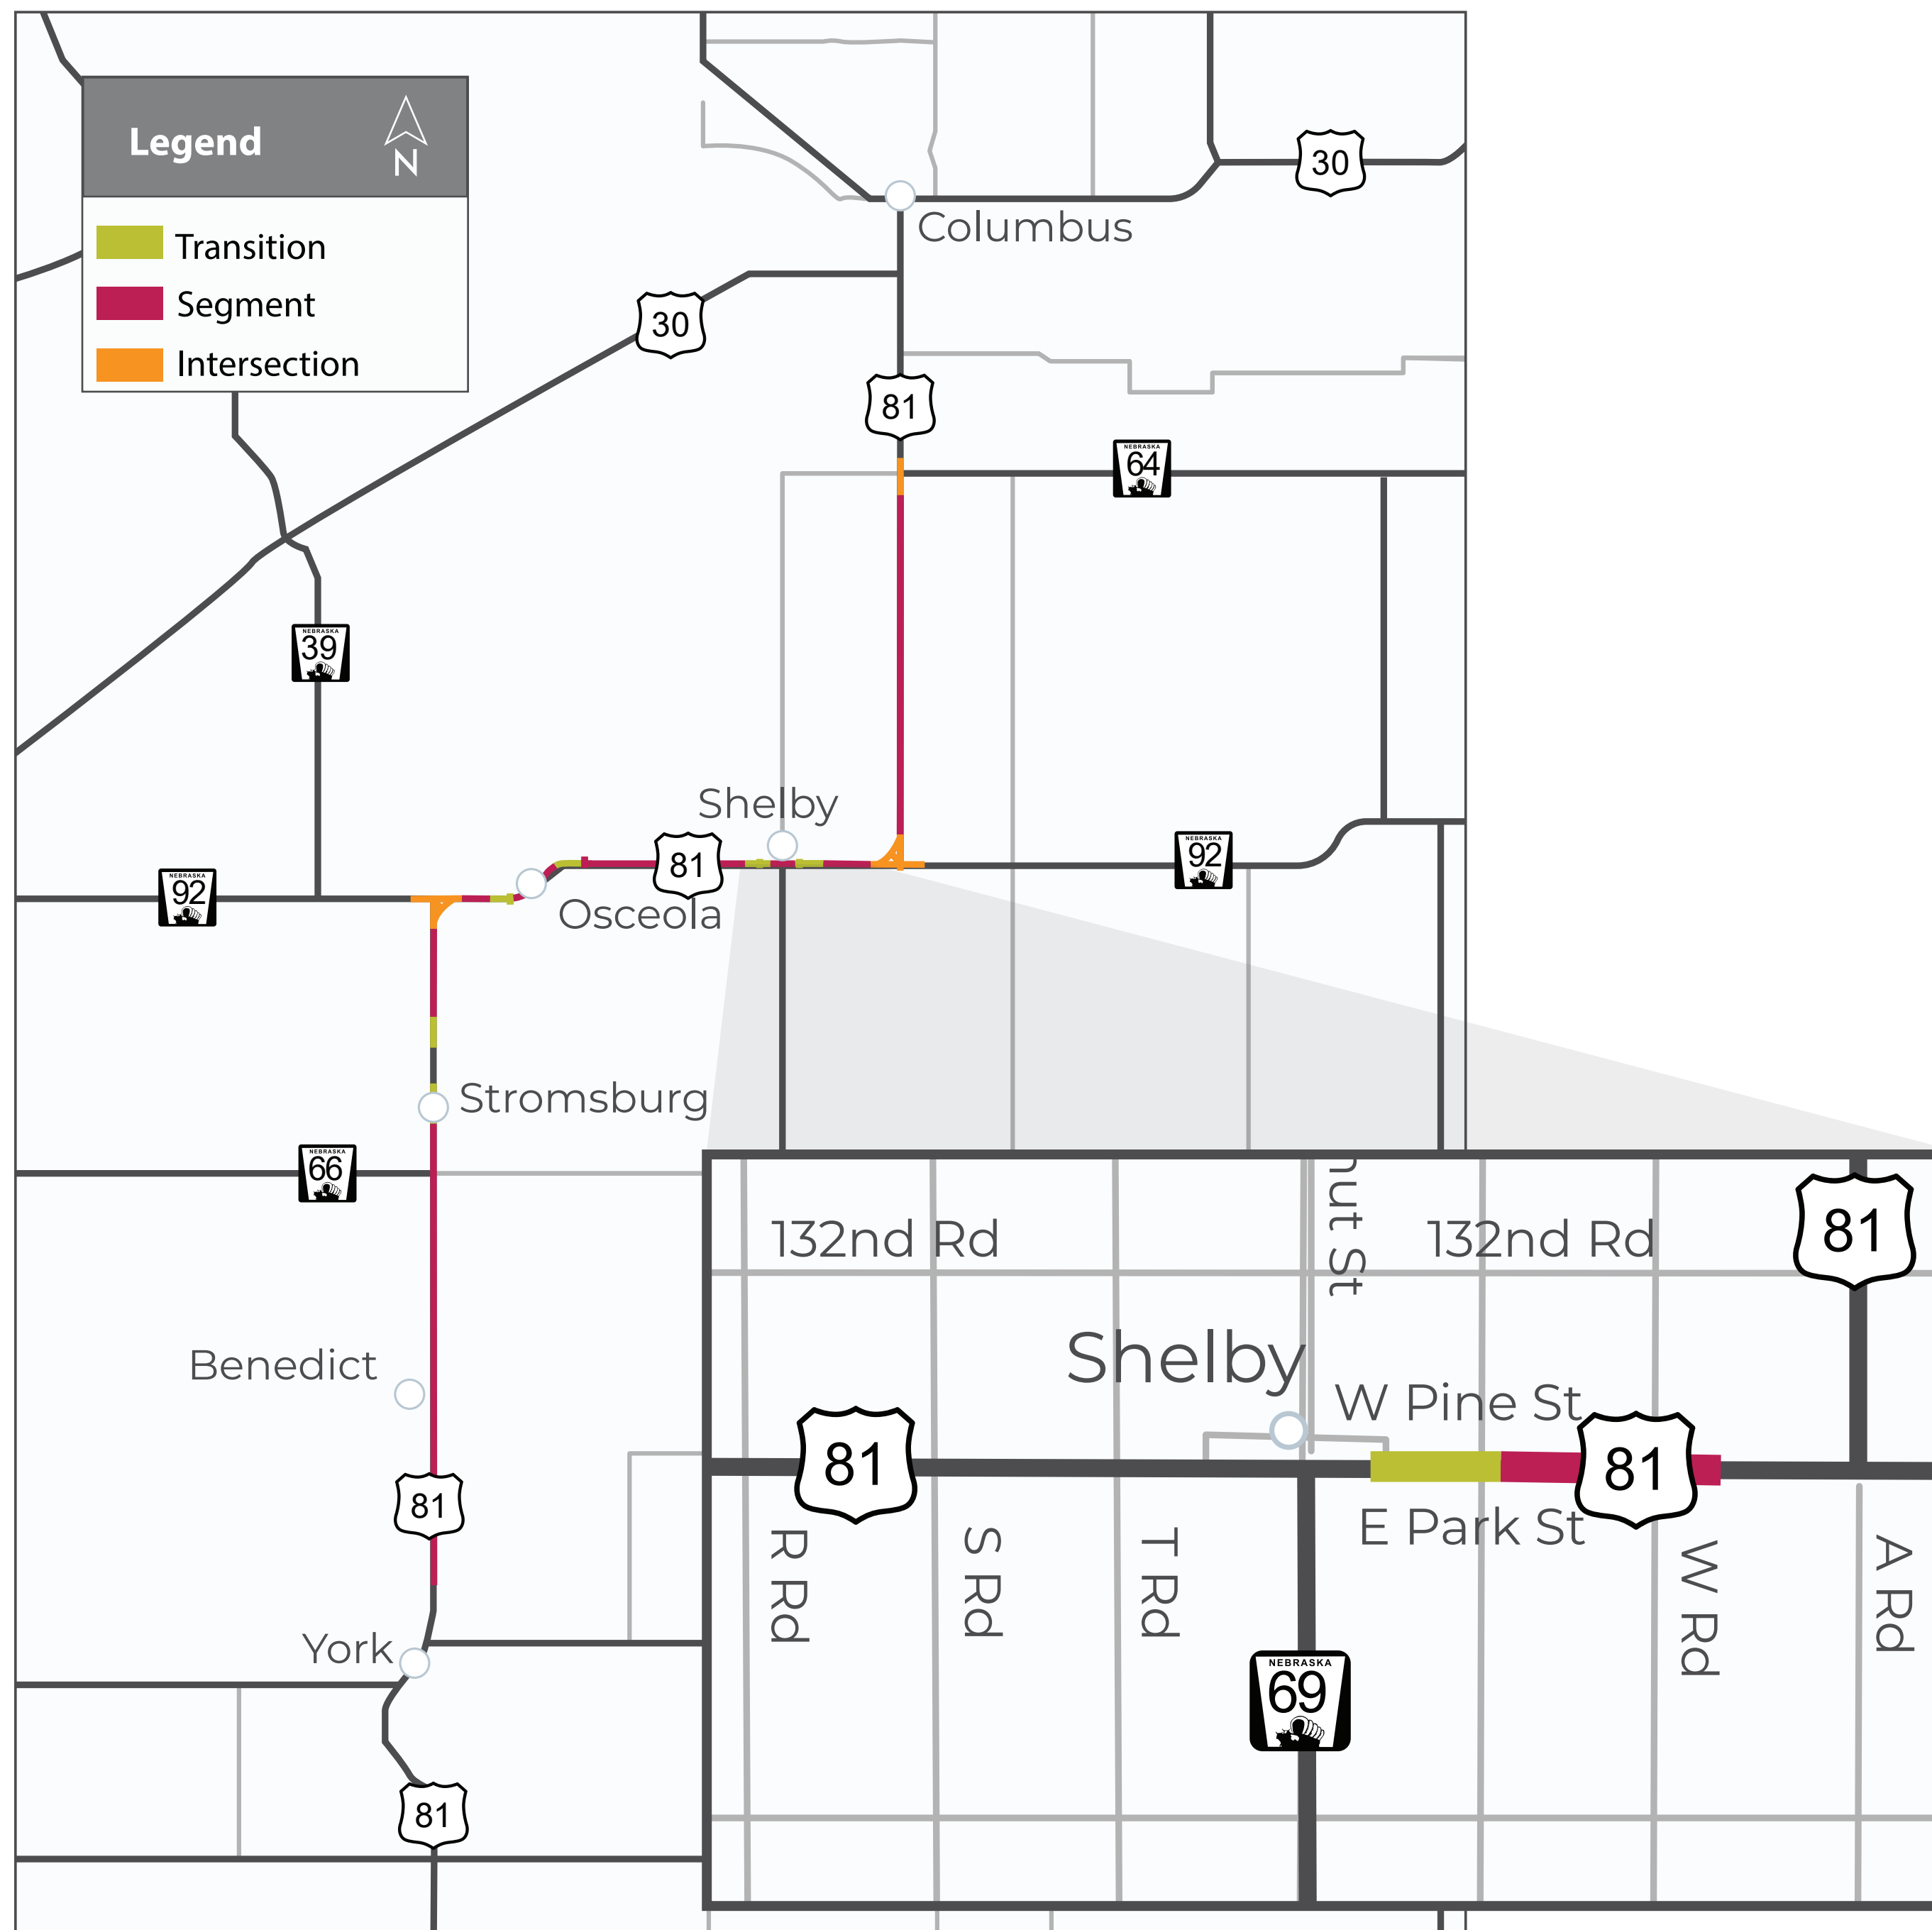 Legend
N
Transition
Segment
Intersection
30
Columbus
30
81
NEBRASKA
64
NEBRASKA
39
Shelby
81
NEBRASKA
92
NEBRASKA
92
Osceola
Stromsburg
NEBRASKA
66
Benedict
81
York
81
nut St
132nd Rd
132nd Rd
81
Shelby
W Pine St
81
81
E Park St
R Rd
S Rd
T Rd
W Rd
A Rd
NEBRASKA
69